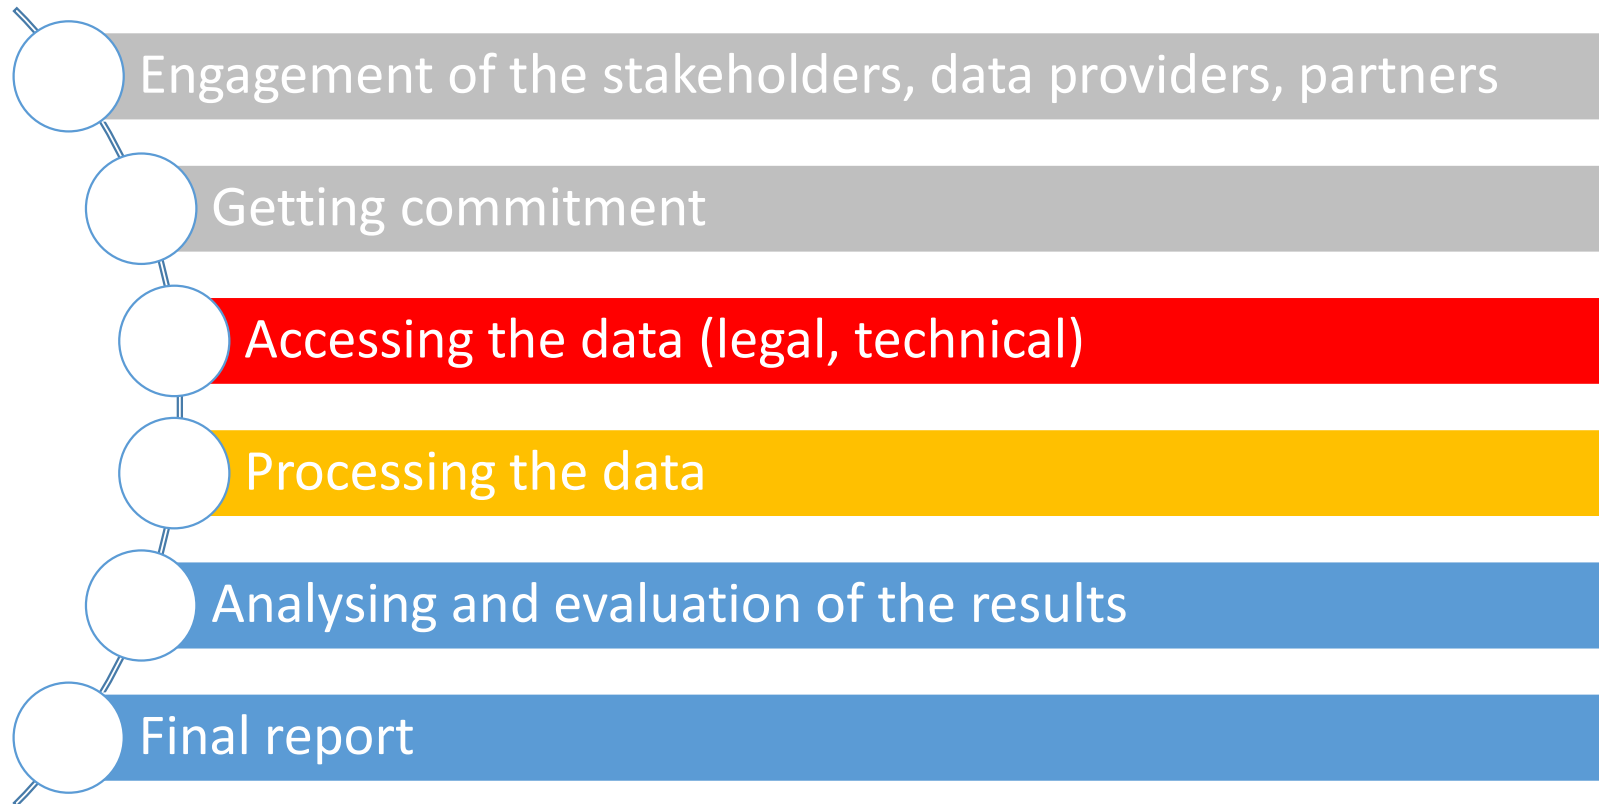 Engagement of the stakeholders, data providers, partners
Getting commitment
Accessing the data (legal, technical)
Processing the data
Analysing and evaluation of the results
Final report